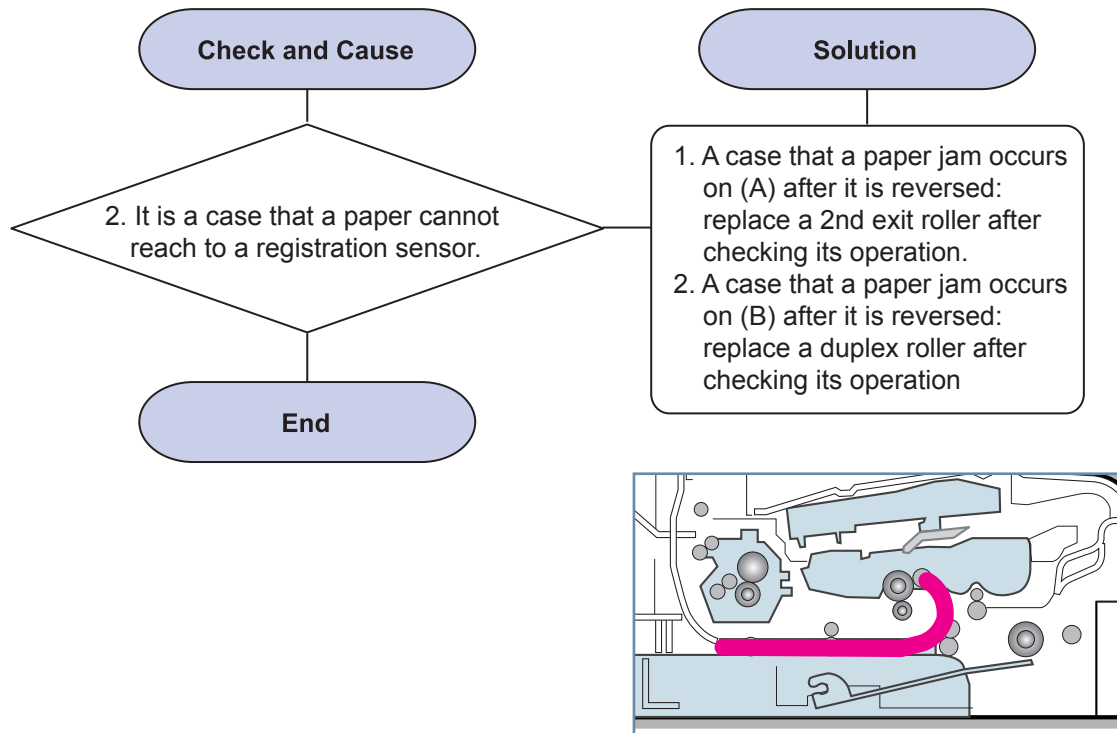 Check and Cause
2. It is a case that a paper cannot
reach to a registration sensor.
End
Solution
1. A case that a paper jam occurs
on (A) after it is reversed:
replace a 2nd exit roller after
checking its operation.
2. A case that a paper jam occurs
on (B) after it is reversed:
replace a duplex roller after
checking its operation